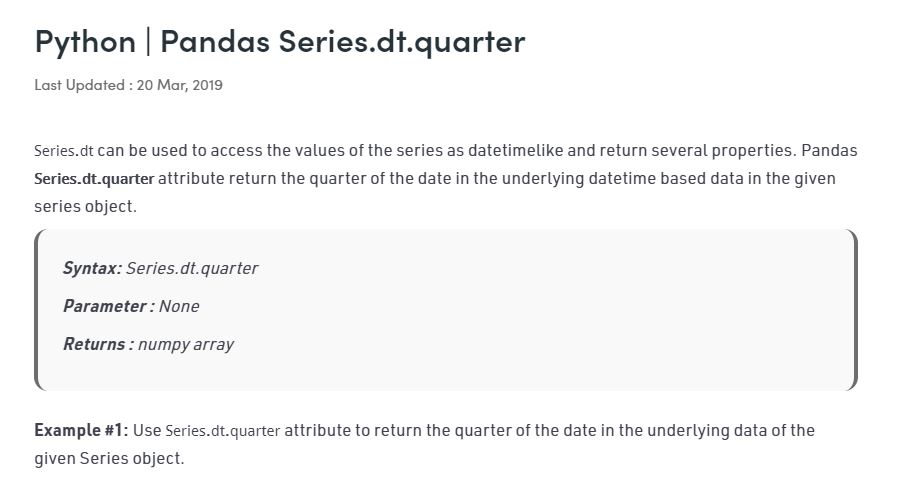 Python | Pandas Series.dt.quarter
Last Updated : 20 Mar, 2019
Series.dt can be used to access the values of the series as datetimelike and return several properties. Pandas
Series.dt.quarter attribute return the quarter of the date in the underlying datetime based data in the given
series object.
Syntax: Series.dt.quarter
Parameter : None
Returns : numpy array
Example #1: Use Series.dt.quarter attribute to return the quarter of the date in the underlying data of the
given Series object.